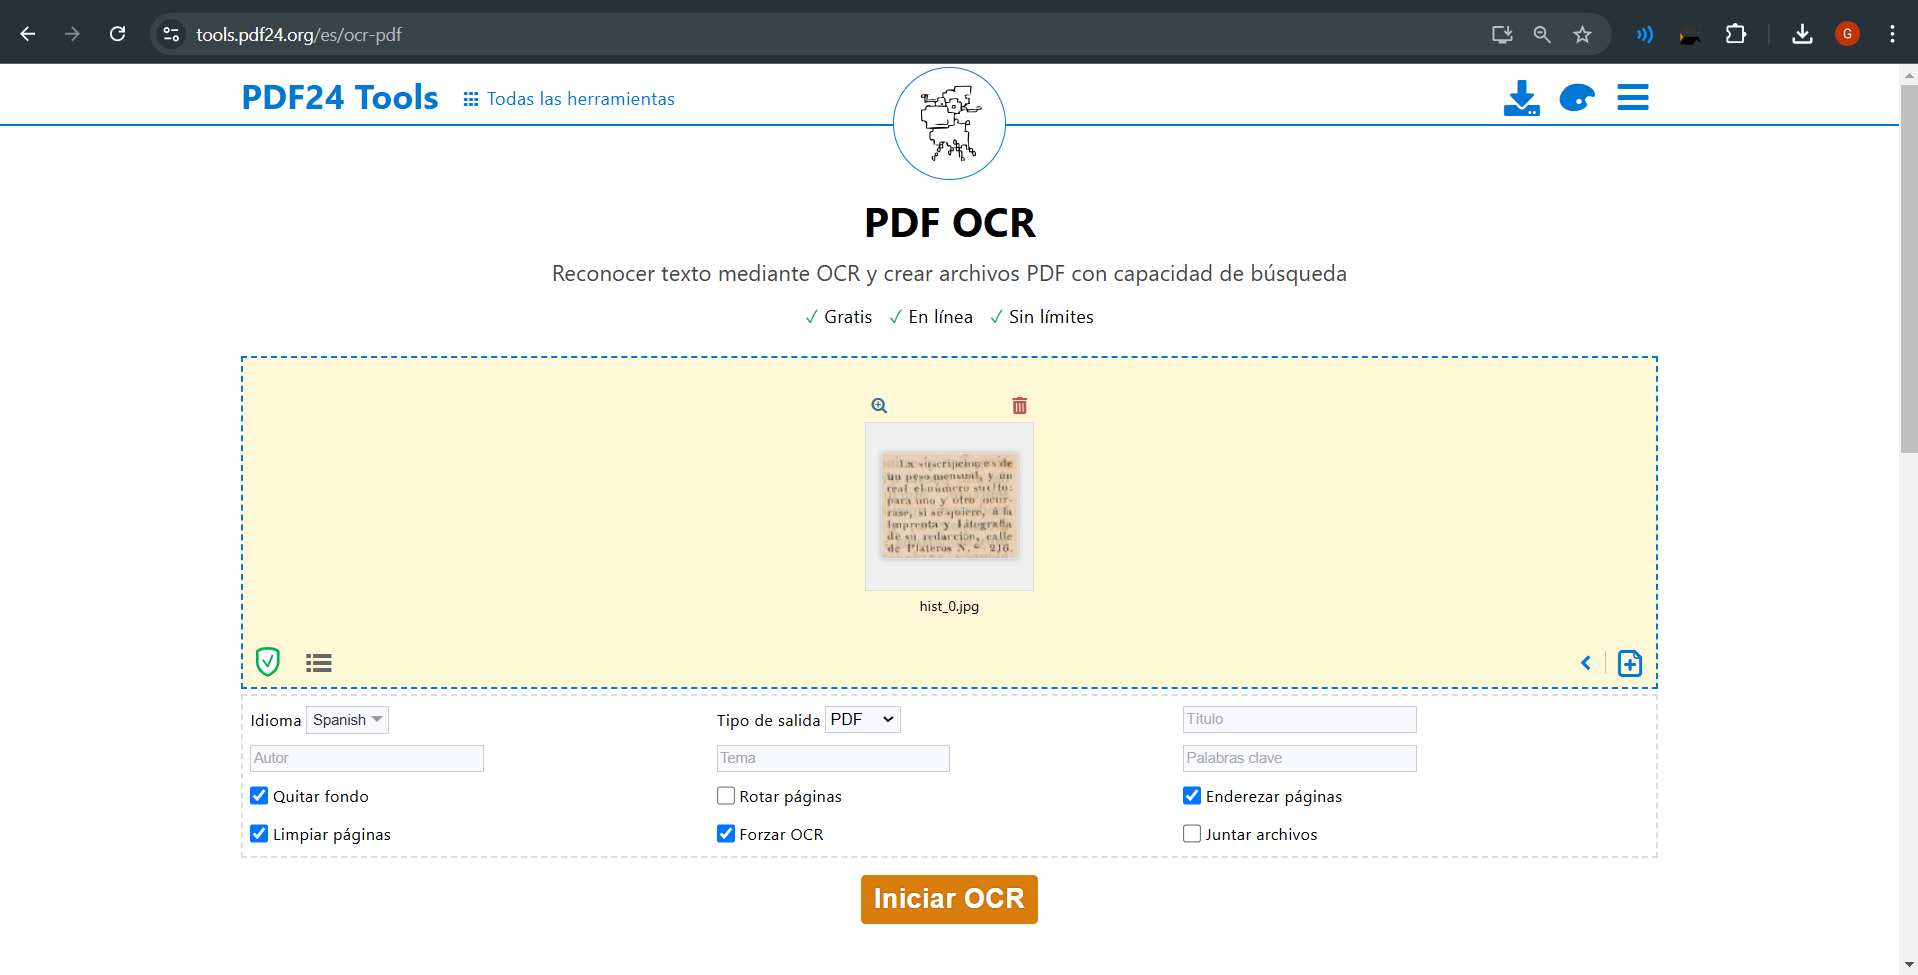 tools.pdf24.org/es/ocr-pdf
G
PDF24 Tools
Todas las herramientas
PDF OCR
Reconocer texto mediante OCR y crear archivos PDF con capacidad de búsqueda
✓ Gratis ✓ En línea ✓ Sin límites
La suscripcion es de
un peso mensual, y un
real el número suelto:
para uno y otro ocur-
rase, si se quiere, á la
Imprenta y Litografia
de su redaccion, calle
de Plateros N.º 216.
hist_0.jpg
Idioma Spanish
Tipo de salida PDF
Título
Autor
Tema
Palabras clave
Quitar fondo
Rotar páginas
Enderezar páginas
Limpiar páginas
Forzar OCR
Juntar archivos
Iniciar OCR